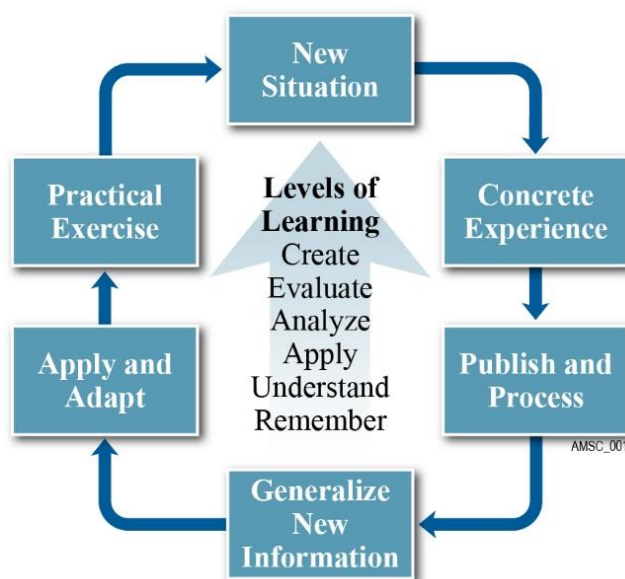 New
Situation
Concrete
Experience
Publish and
Process
AMSC_001
Generalize
New
Information
Apply and
Adapt
Practical
Exercise
Levels of
Learning
Create
Evaluate
Analyze
Apply
Understand
Remember